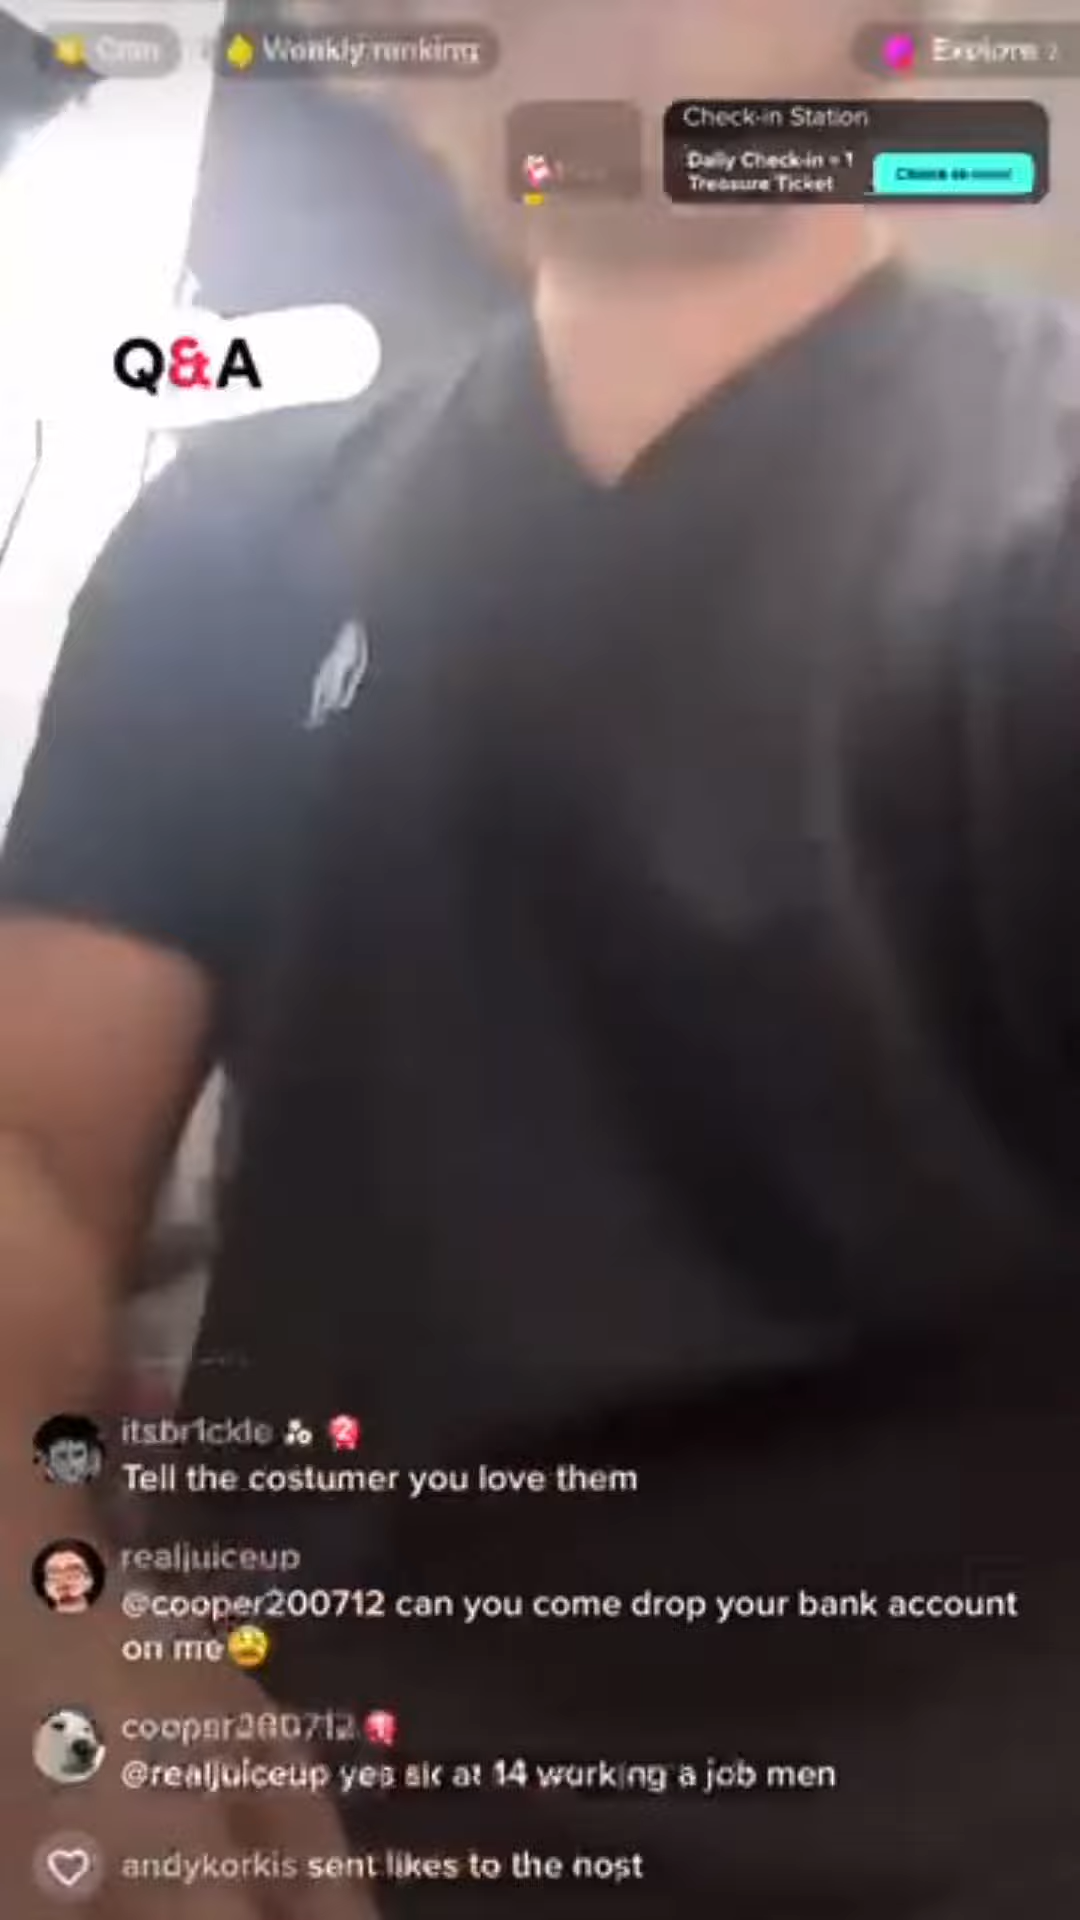 Weekly ranking
Explore
Check-in Station
Daily Check-in = 1
Treasure Ticket
Q&A
itsbr1ckle
Tell the costumer you love them
realjuiceup
@cooper200712 can you come drop your bank account
on me😢
cooper200712
@realjuiceup yes sir at 14 working a job men
andykorkis sent likes to the host